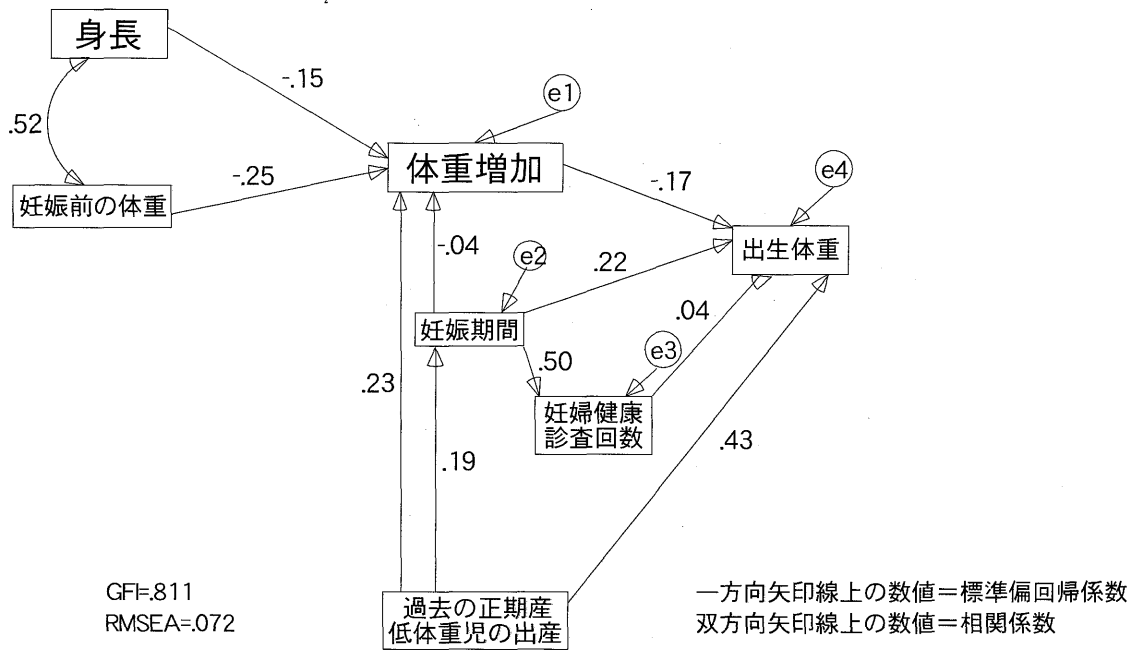 身長
-.15
e1
.52
体重増加
-.25
-.17
e4
妊娠前の体重
出生体重
-.04
e2
.22
妊娠期間
.04
.50
e3
.23
妊婦健康
診査回数
.43
.19
GFI=.811
RMSEA=.072
過去の正期産
低体重児の出産
一方向矢印線上の数値＝標準偏回帰係数
双方向矢印線上の数値＝相関係数